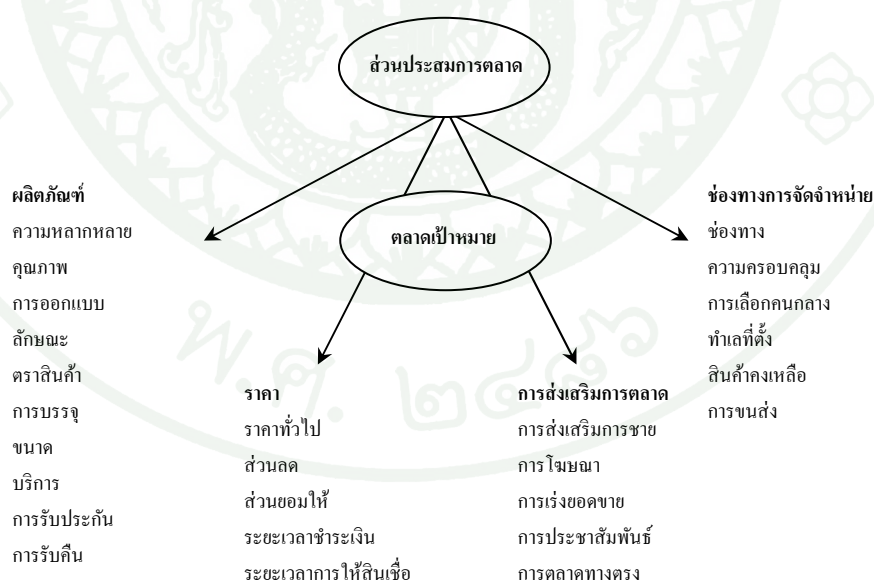 ส่วนประสมการตลาด
ตลาดเป้าหมาย
ผลิตภัณฑ์
ความหลากหลาย
คุณภาพ
การออกแบบ
ลักษณะ
ตราสินค้า
การบรรจุ
ขนาด
บริการ
การรับประกัน
การรับคืน
ราคา
ราคาทั่วไป
ส่วนลด
ส่วนยอมให้
ระยะเวลาชำระเงิน
ระยะเวลาการให้สินเชื่อ
การส่งเสริมการตลาด
การส่งเสริมการชาย
การโฆษณา
การเร่งยอดขาย
การประชาสัมพันธ์
การตลาดทางตรง
ช่องทางการจัดจำหน่าย
ช่องทาง
ความครอบคลุม
การเลือกคนกลาง
ทำเลที่ตั้ง
สินค้าคงเหลือ
การขนส่ง
พ.ศ. ๒๔๘๖